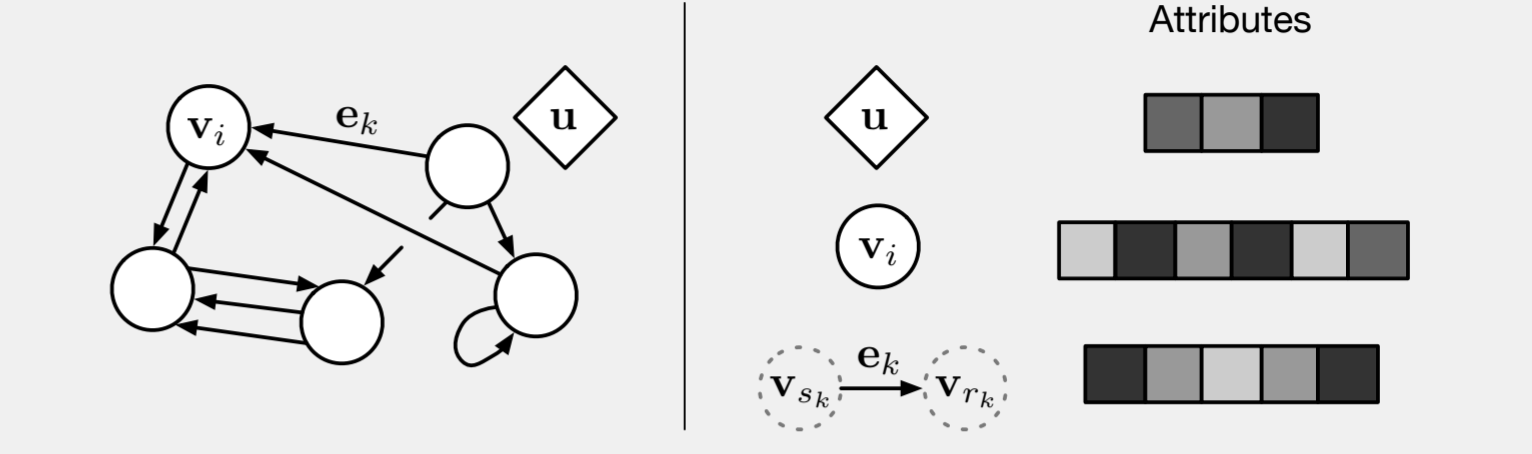 Attributes
v_i
e_k
u
u
v_i
e_k
v_{s_k}
v_{r_k}